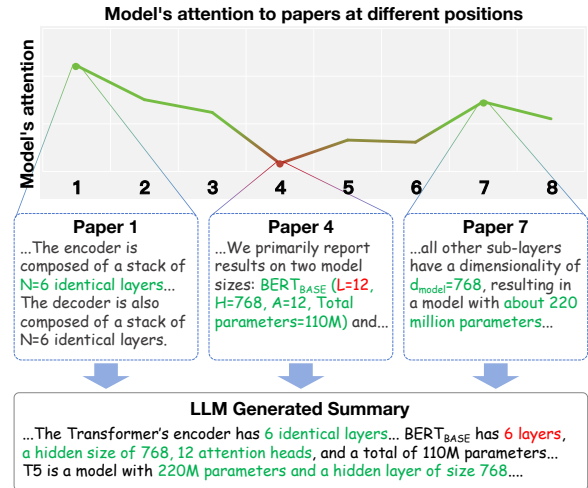 Model's attention to papers at different positions
Model's attention
1 2 3 4 5 6 7 8
Paper 1
...The encoder is
composed of a stack of
N=6 identical layers...
The decoder is also
composed of a stack of
N=6 identical layers.
Paper 4
...We primarily report
results on two model
sizes: BERT_BASE (L=12,
H=768, A=12, Total
parameters=110M) and...
Paper 7
...all other sub-layers
have a dimensionality of
d_model=768, resulting in
a model with about 220
million parameters...
LLM Generated Summary
...The Transformer's encoder has 6 identical layers... BERT_BASE has 6 layers,
a hidden size of 768, 12 attention heads, and a total of 110M parameters...
T5 is a model with 220M parameters and a hidden layer of size 768....